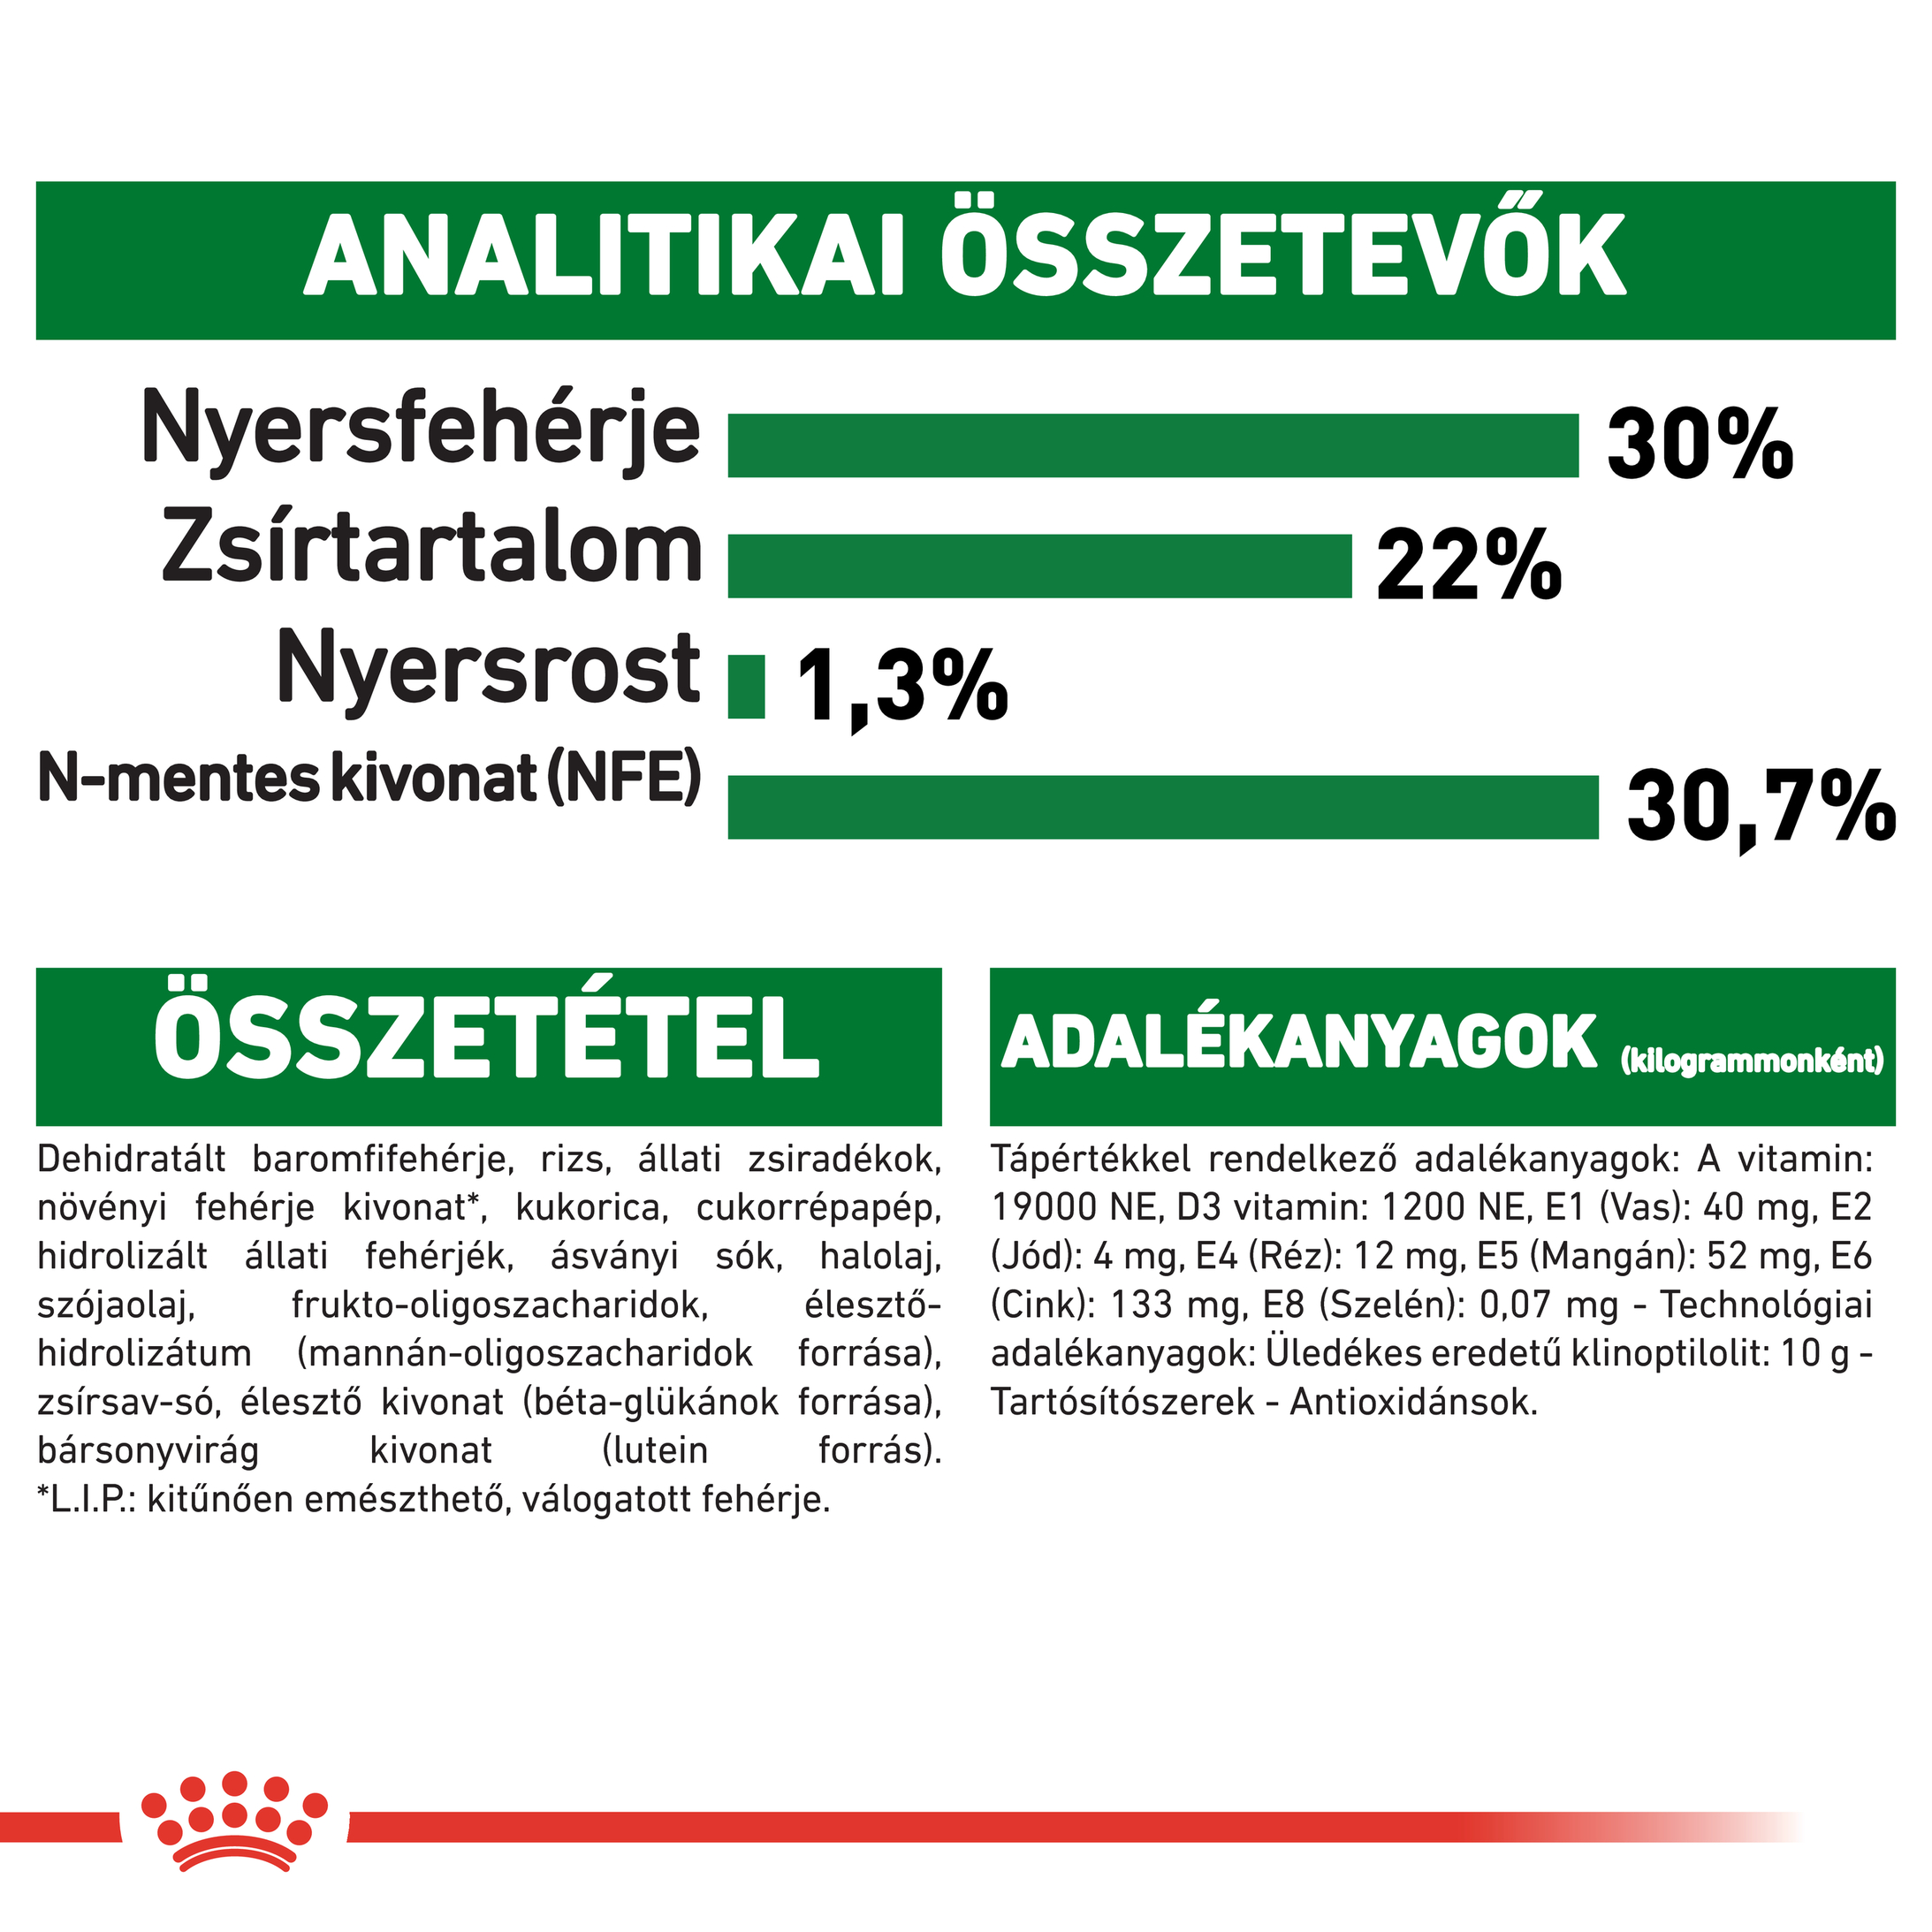 ANALITIKAI ÖSSZETEVŐK
Nyersfehérje 30%
Zsírtartalom 22%
Nyersrost 1,3%
N-mentes kivonat (NFE) 30,7%
ÖSSZETÉTEL
Dehidratált baromfifehérje, rizs, állati zsiradékok,
növényi fehérje kivonat*, kukorica, cukorrépapép,
hidrolizált állati fehérjék, ásványi sók, halolaj,
szójaolaj, frukto-oligoszacharidok, élesztő-
hidrolizátum (mannán-oligoszacharidok forrása),
zsírsav-só, élesztő kivonat (béta-glükánok forrása),
bársonyvirág kivonat (lutein forrás).
*L.I.P.: kitűnően emészthető, válogatott fehérje.
ADALÉKANYAGOK (kilogrammonként)
Tápértékkel rendelkező adalékanyagok: A vitamin:
19000 NE, D3 vitamin: 1200 NE, E1 (Vas): 40 mg, E2
(Jód): 4 mg, E4 (Réz): 12 mg, E5 (Mangán): 52 mg, E6
(Cink): 133 mg, E8 (Szelén): 0,07 mg - Technológiai
adalékanyagok: Üledékes eredetű klinoptilolit: 10 g -
Tartósítószerek - Antioxidánsok.